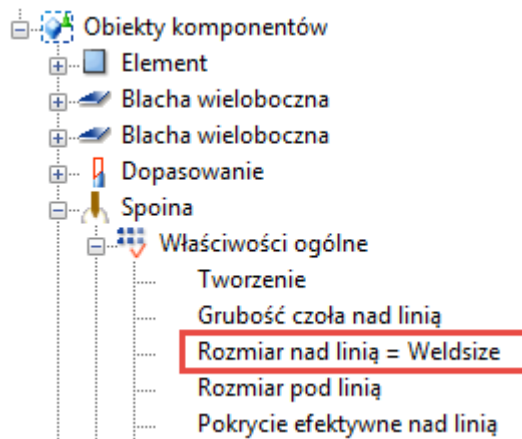 Obiekty komponentów
Element
Blacha wieloboczna
Blacha wieloboczna
Dopasowanie
Spoina
Właściwości ogólne
Tworzenie
Grubość czoła nad linią
Rozmiar nad linią = Weldsize
Rozmiar pod linią
Pokrycie efektywne nad linią